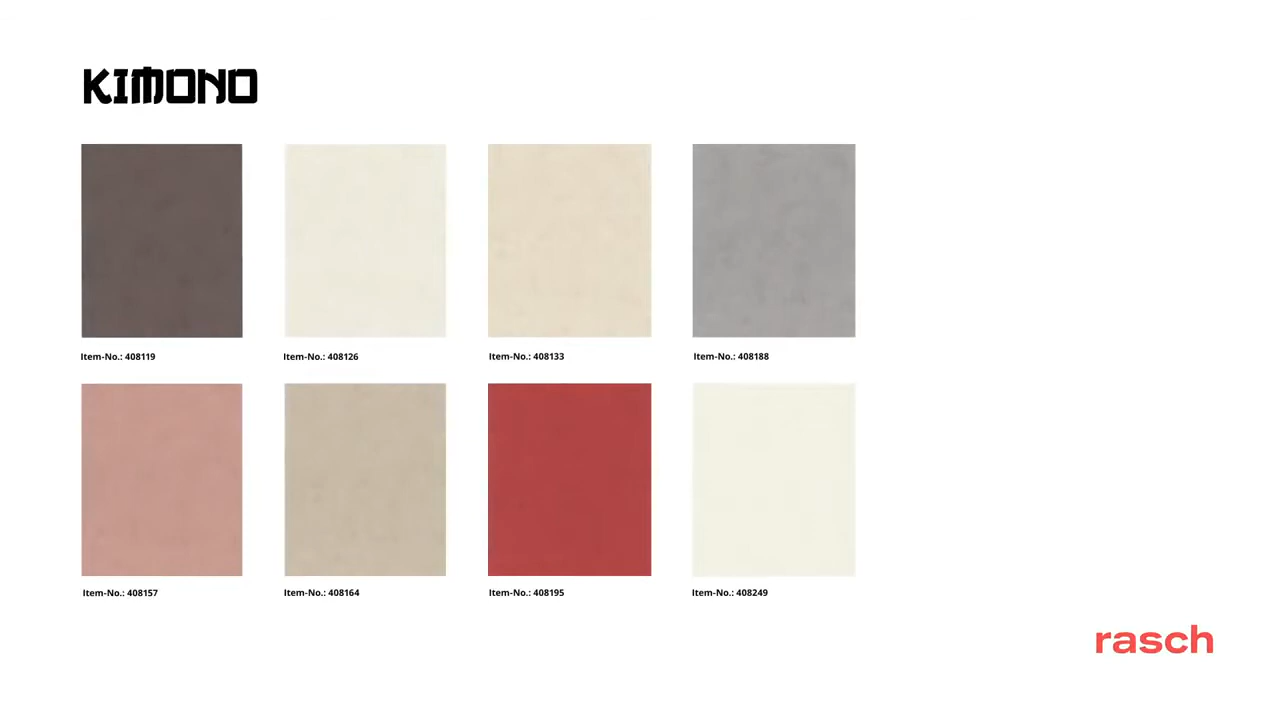 KIMONO
Item-No.: 408119
Item-No.: 408126
Item-No.: 408133
Item-No.: 408188
Item-No.: 408157
Item-No.: 408164
Item-No.: 408195
Item-No.: 408249
rasch